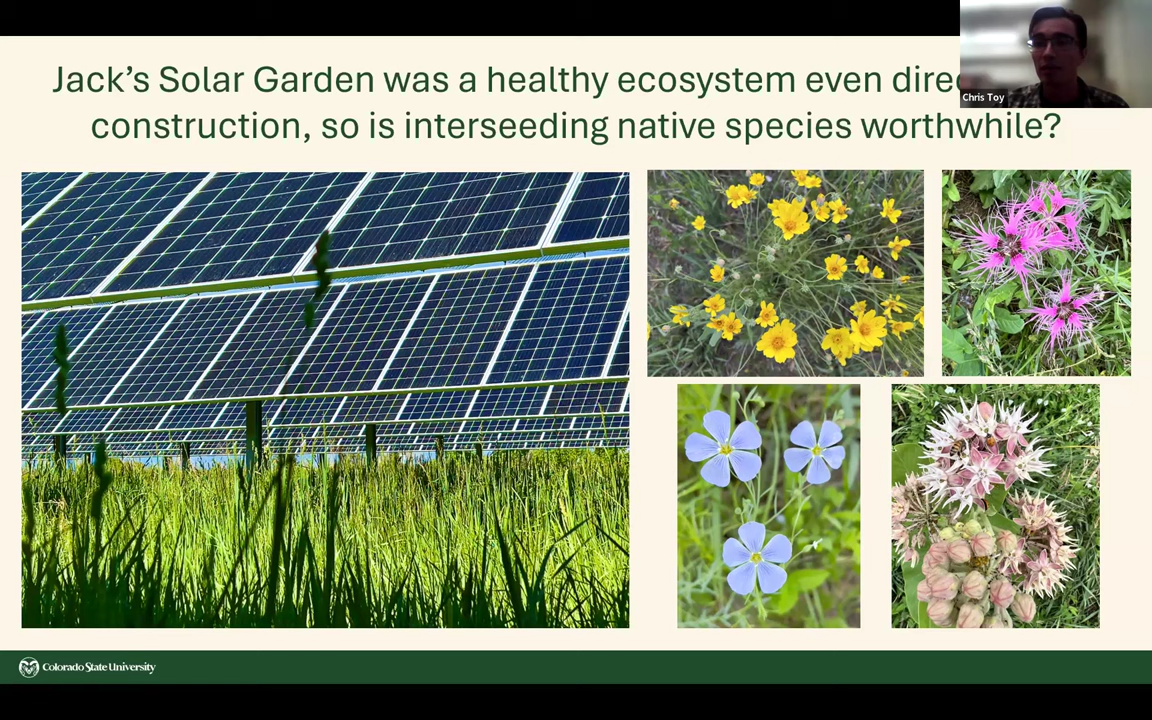 Jack's Solar Garden was a healthy ecosystem even direc
construction, so is interseeding native species worthwhile?
Chris Toy
Colorado State University